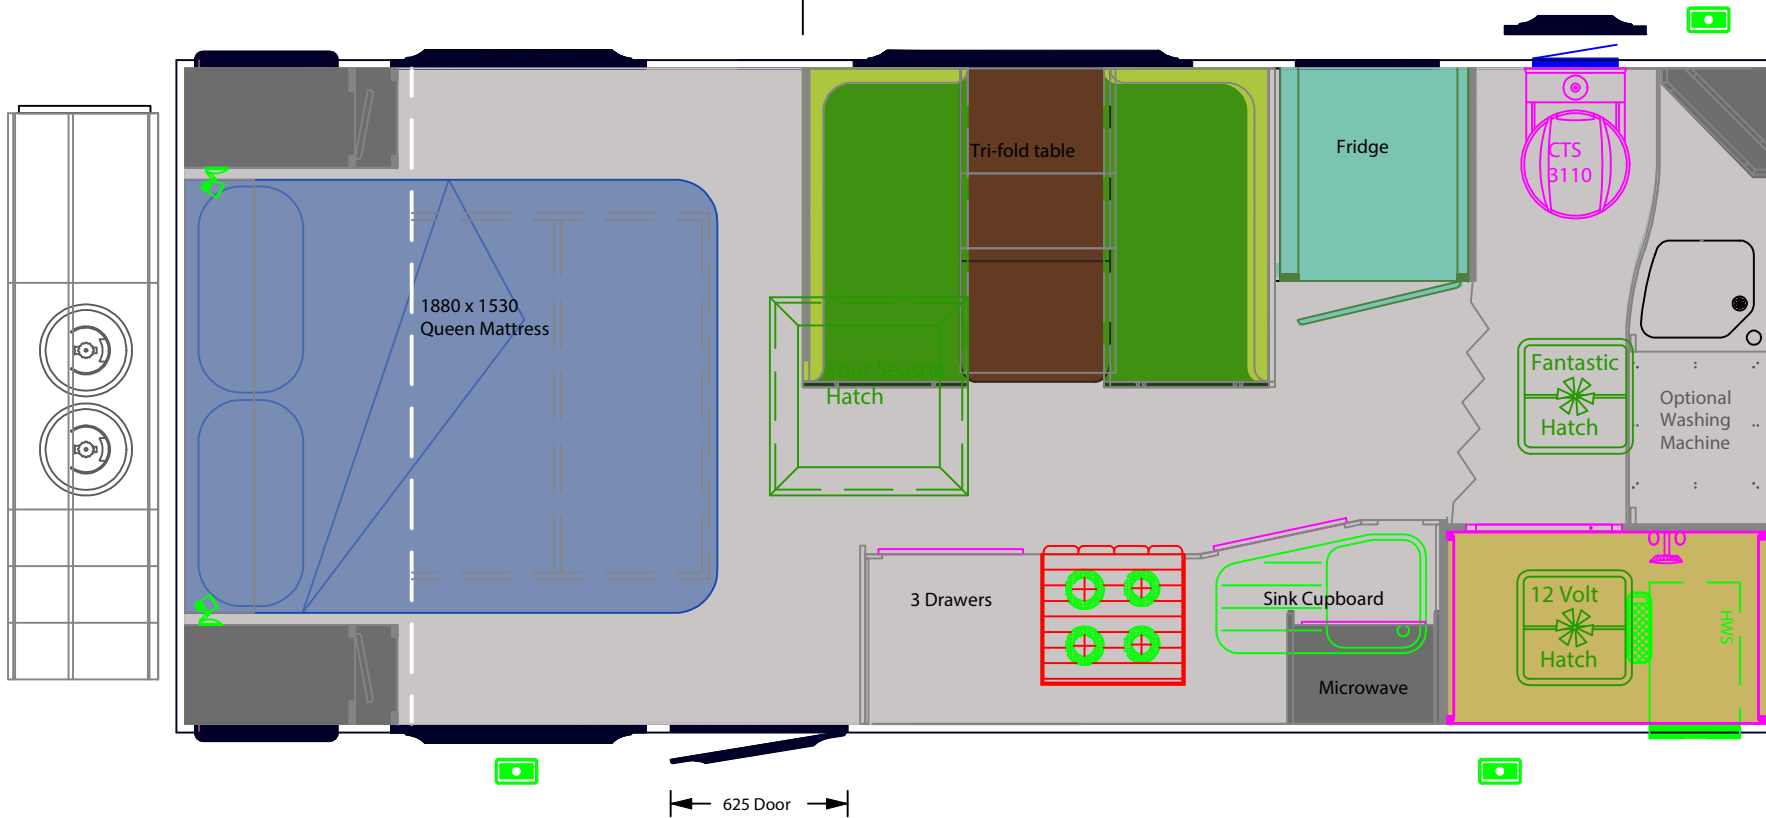 Tri-fold table
Fridge
CTS
3110
1880 x 1530
Queen Mattress
Four Season
Hatch
Fantastic
Hatch
Optional
Washing
Machine
3 Drawers
Sink Cupboard
Microwave
12 Volt
Hatch
HWS
625 Door